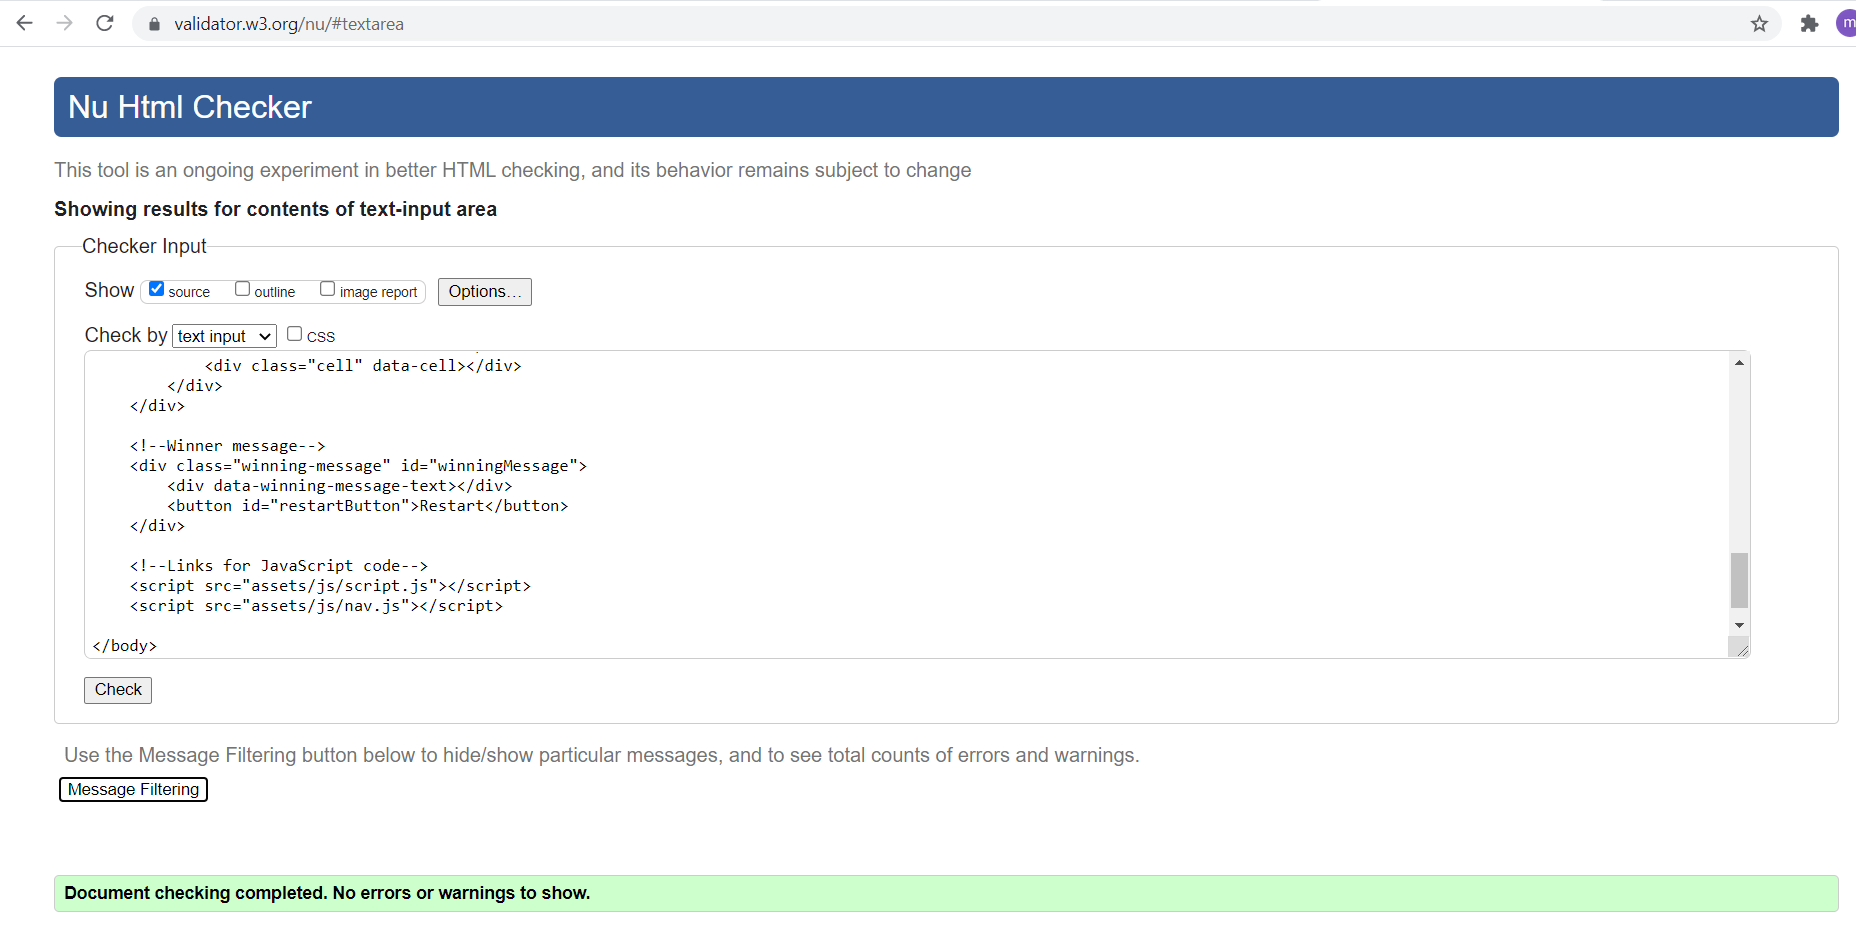 validator.w3.org/nu/#textarea
m
Nu Html Checker
This tool is an ongoing experiment in better HTML checking, and its behavior remains subject to change
Showing results for contents of text-input area
Checker Input
Show source outline image report Options...
Check by text input CSS
<div class="cell" data-cell></div>
</div>
</div>
<!--Winner message-->
<div class="winning-message" id="winningMessage">
<div data-winning-message-text></div>
<button id="restartButton">Restart</button>
</div>
<!--Links for JavaScript code-->
<script src="assets/js/script.js"></script>
<script src="assets/js/nav.js"></script>
</body>
Check
Use the Message Filtering button below to hide/show particular messages, and to see total counts of errors and warnings.
Message Filtering
Document checking completed. No errors or warnings to show.